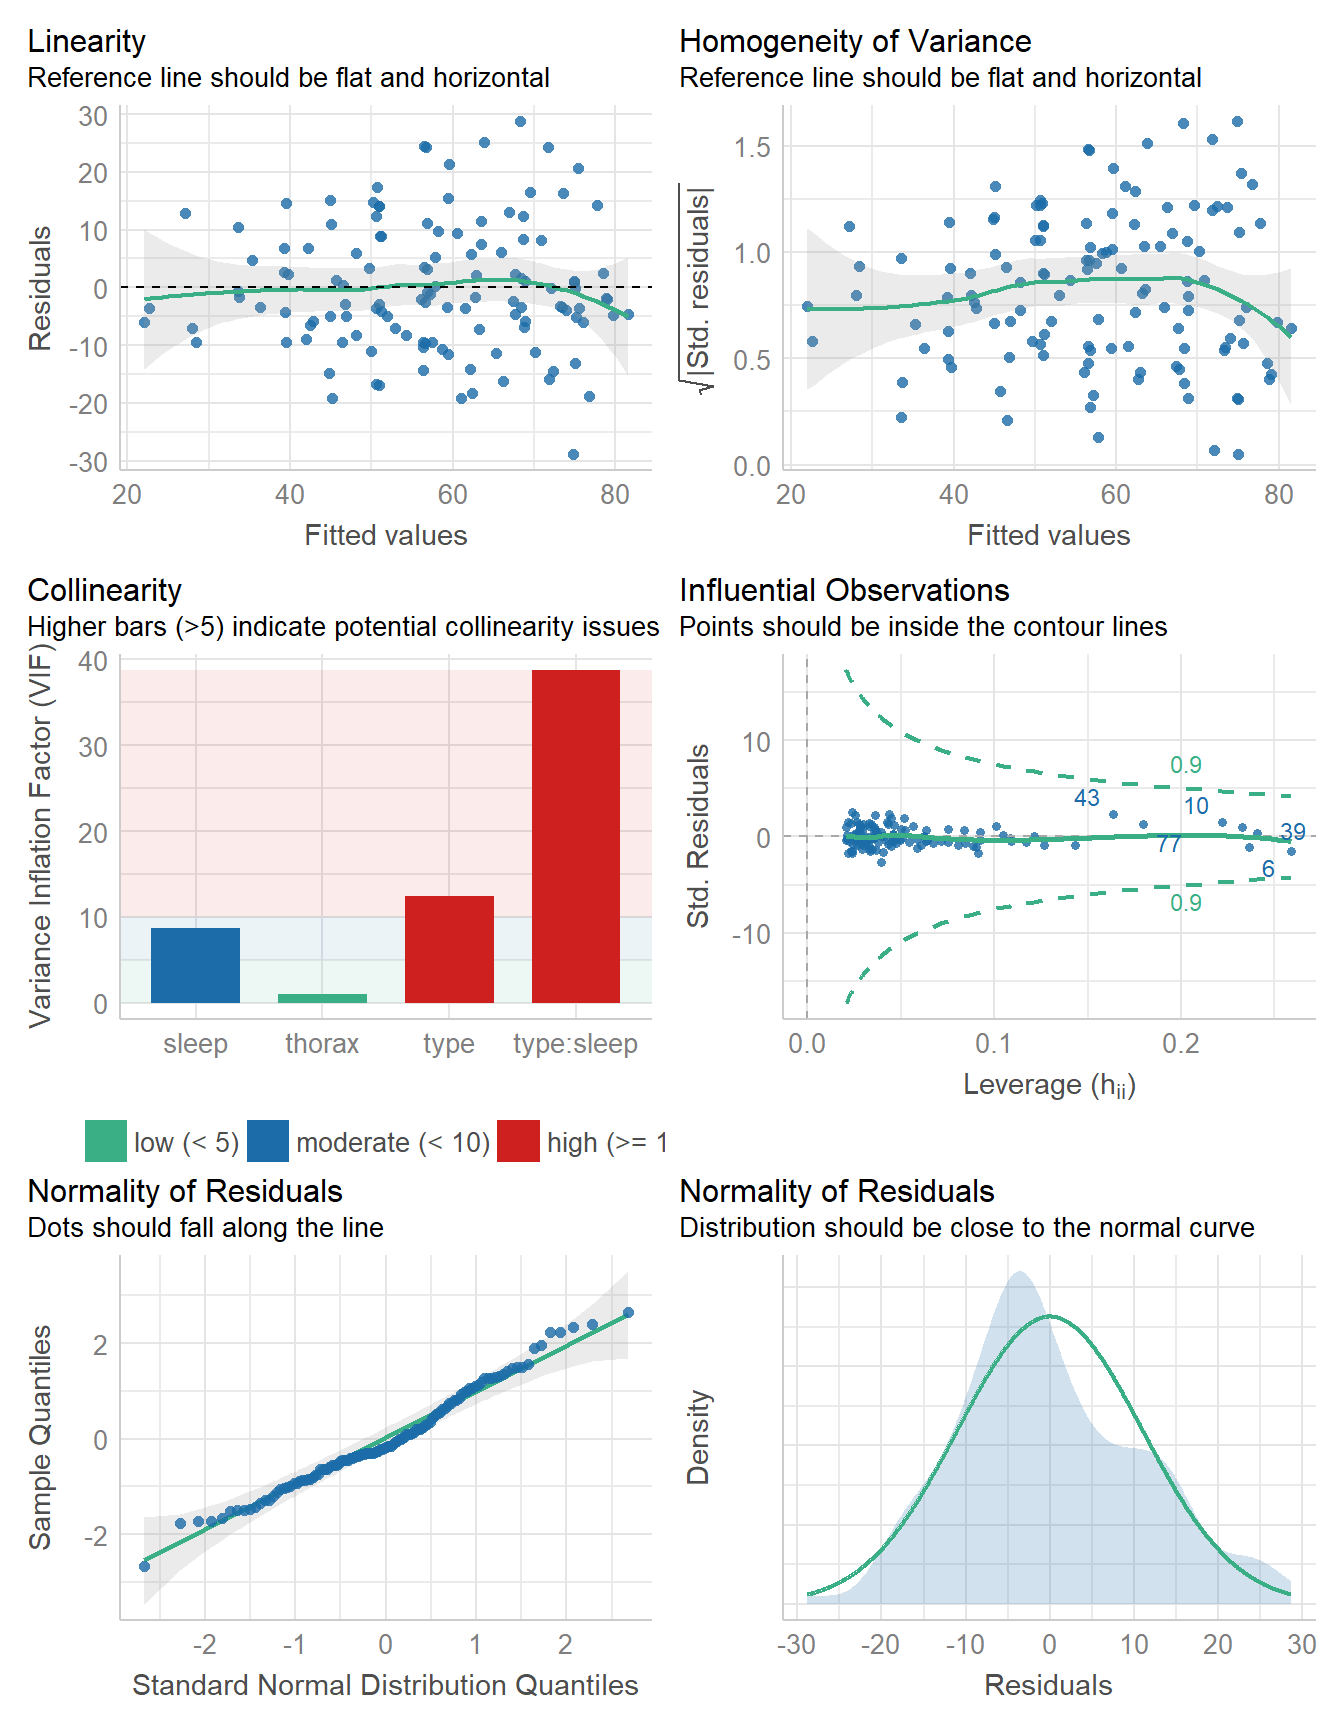 Linearity
Reference line should be flat and horizontal
30
20
10
0
-10
-20
-30
Residuals
20 40 60 80
Fitted values
Homogeneity of Variance
Reference line should be flat and horizontal
1.5
1.0
0.5
0.0
√|Std. residuals|
20 40 60 80
Fitted values
Collinearity
Higher bars (>5) indicate potential collinearity issues
40
30
20
10
0
Variance Inflation Factor (VIF)
sleep thorax type type:sleep
low (< 5) moderate (< 10) high (>= 1
Influential Observations
Points should be inside the contour lines
10
0
-10
Std. Residuals
0.9
43
10
39
77
6
0.9
0.0 0.1 0.2
Leverage (hii)
Normality of Residuals
Dots should fall along the line
2
0
-2
Sample Quantiles
-2 -1 0 1 2
Standard Normal Distribution Quantiles
Normality of Residuals
Distribution should be close to the normal curve
Density
-30 -20 -10 0 10 20 30
Residuals